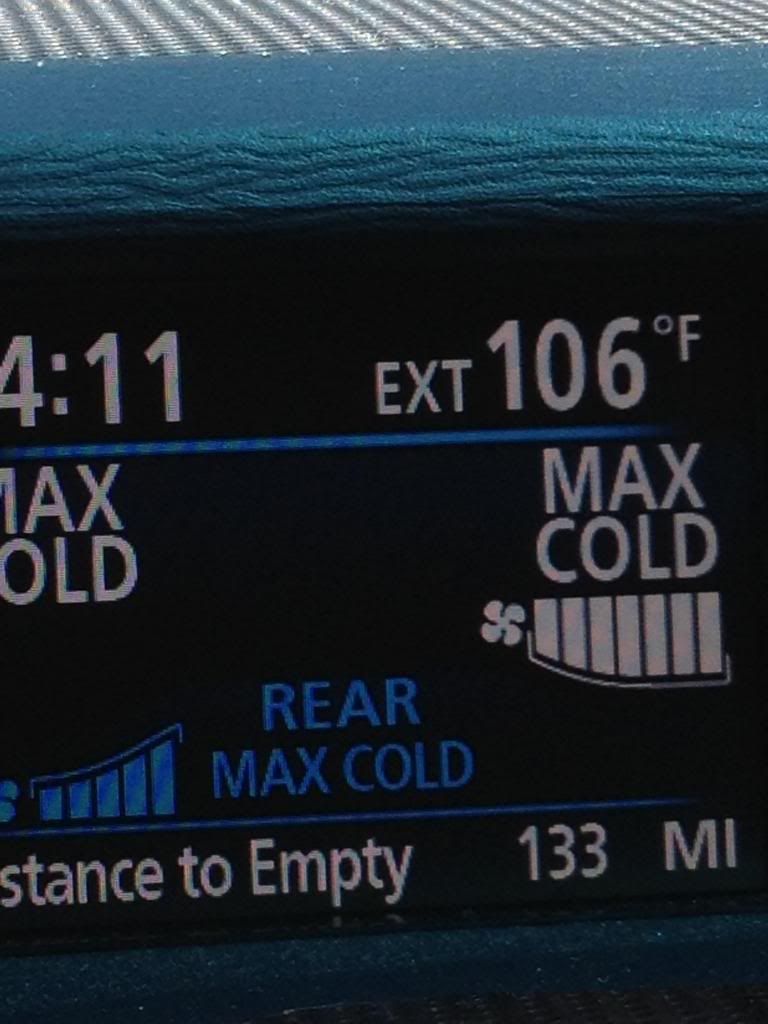 4:11 EXT 106°F
MAX MAX
OLD COLD
REAR
MAX COLD
stance to Empty 133 MI